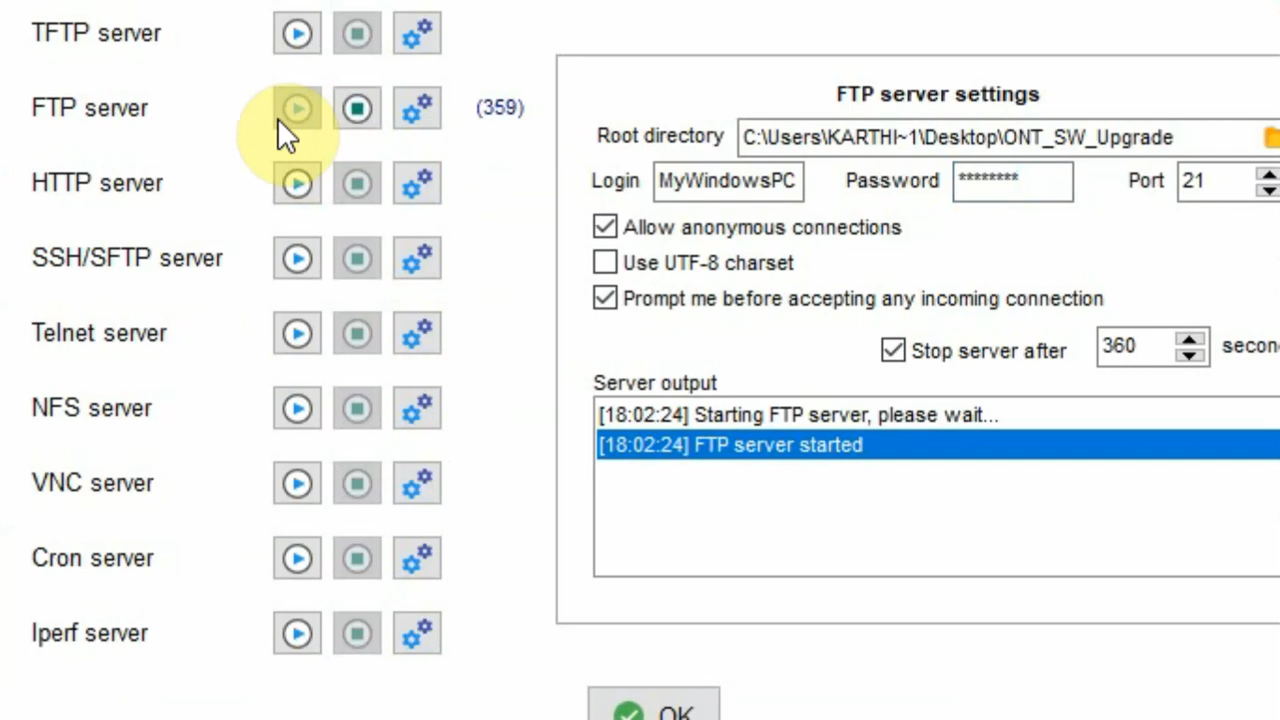 TFTP server
FTP server
(359)
HTTP server
SSH/SFTP server
Telnet server
NFS server
VNC server
Cron server
Iperf server
FTP server settings
Root directory C:\Users\KARTHI~1\Desktop\ONT_SW_Upgrade
Login MyWindowsPC Password ******** Port 21
Allow anonymous connections
Use UTF-8 charset
Prompt me before accepting any incoming connection
Stop server after 360 secon
Server output
[18:02:24] Starting FTP server, please wait...
[18:02:24] FTP server started
OK